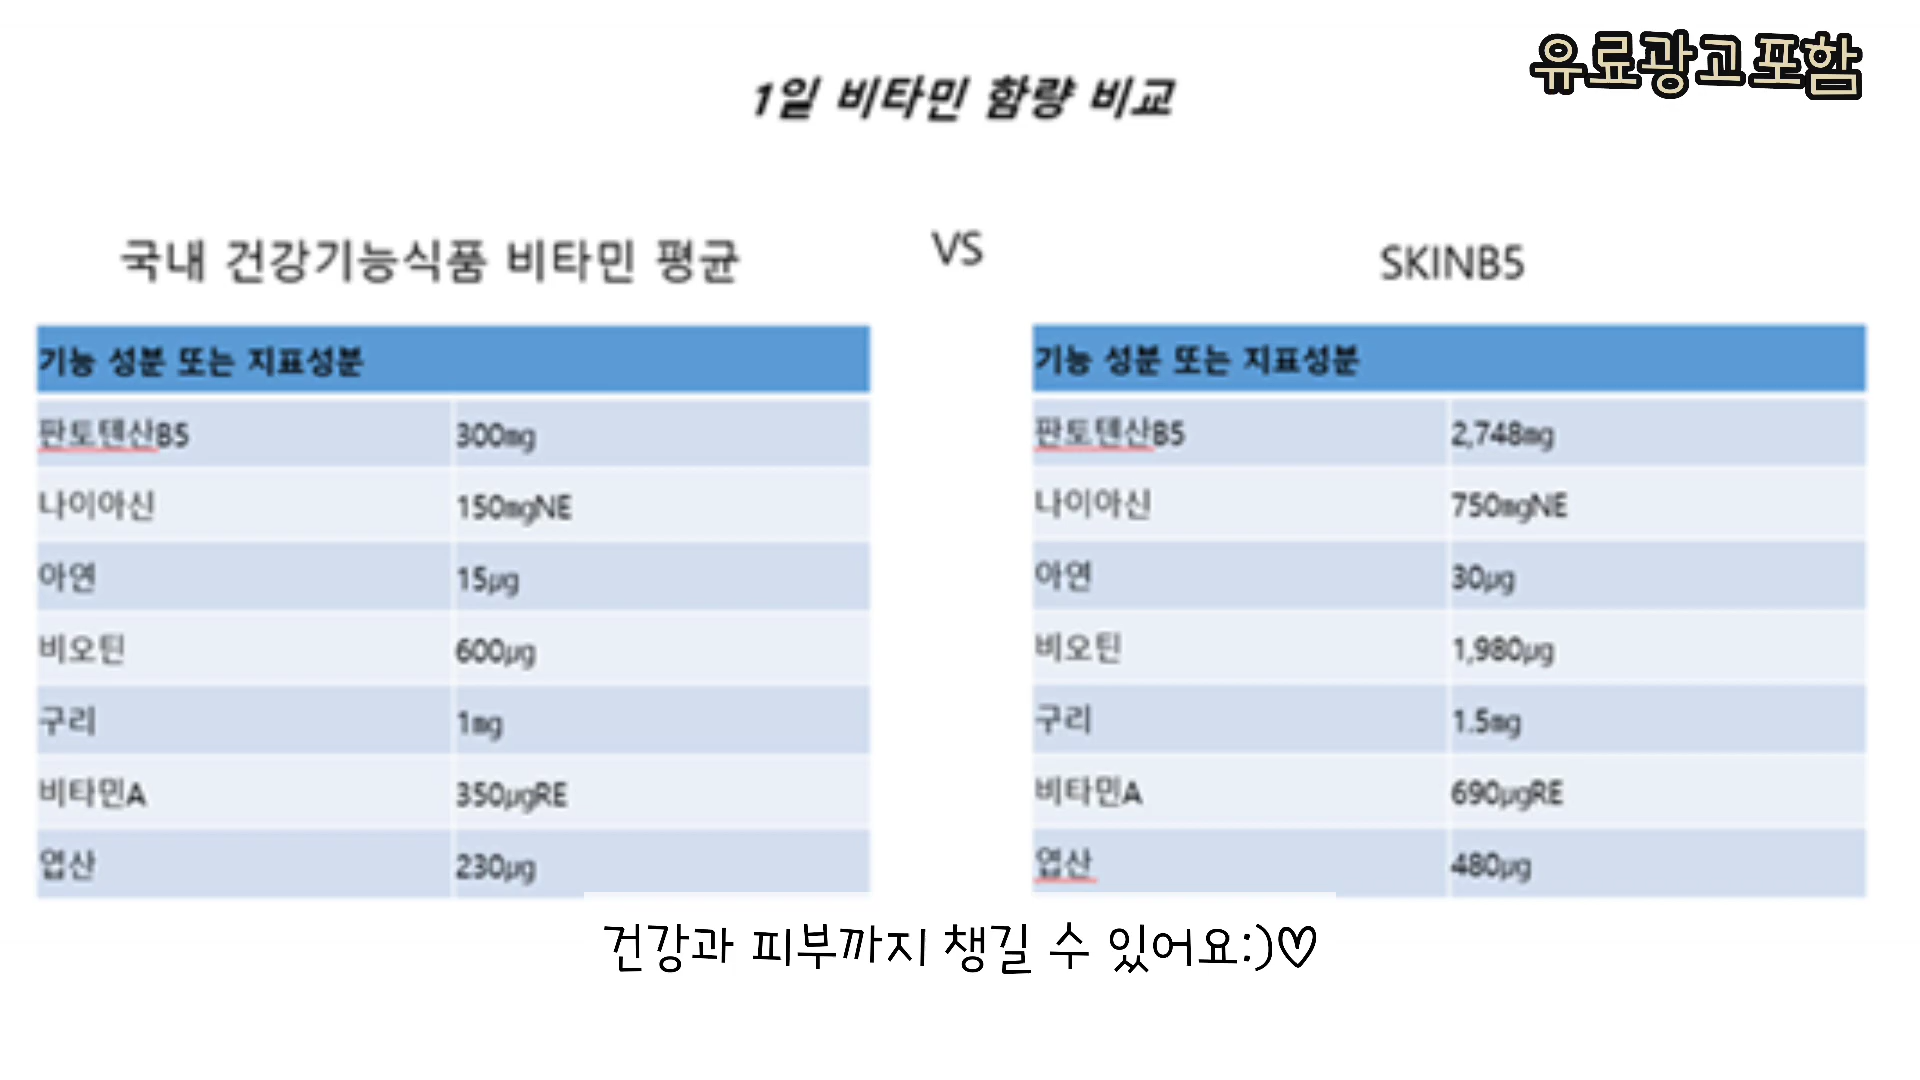 유료광고포함
1일 비타민 함량 비교
국내 건강기능식품 비타민 평균
VS
SKINB5
기능 성분 또는 지표성분
판토텐산B5 300mg
나이아신 150mgNE
아연 15µg
비오틴 600µg
구리 1mg
비타민A 350µgRE
엽산 230µg
기능 성분 또는 지표성분
판토텐산B5 2,748mg
나이아신 750mgNE
아연 30µg
비오틴 1,980µg
구리 1.5mg
비타민A 690µgRE
엽산 480µg
건강과 피부까지 챙길 수 있어요:)♡